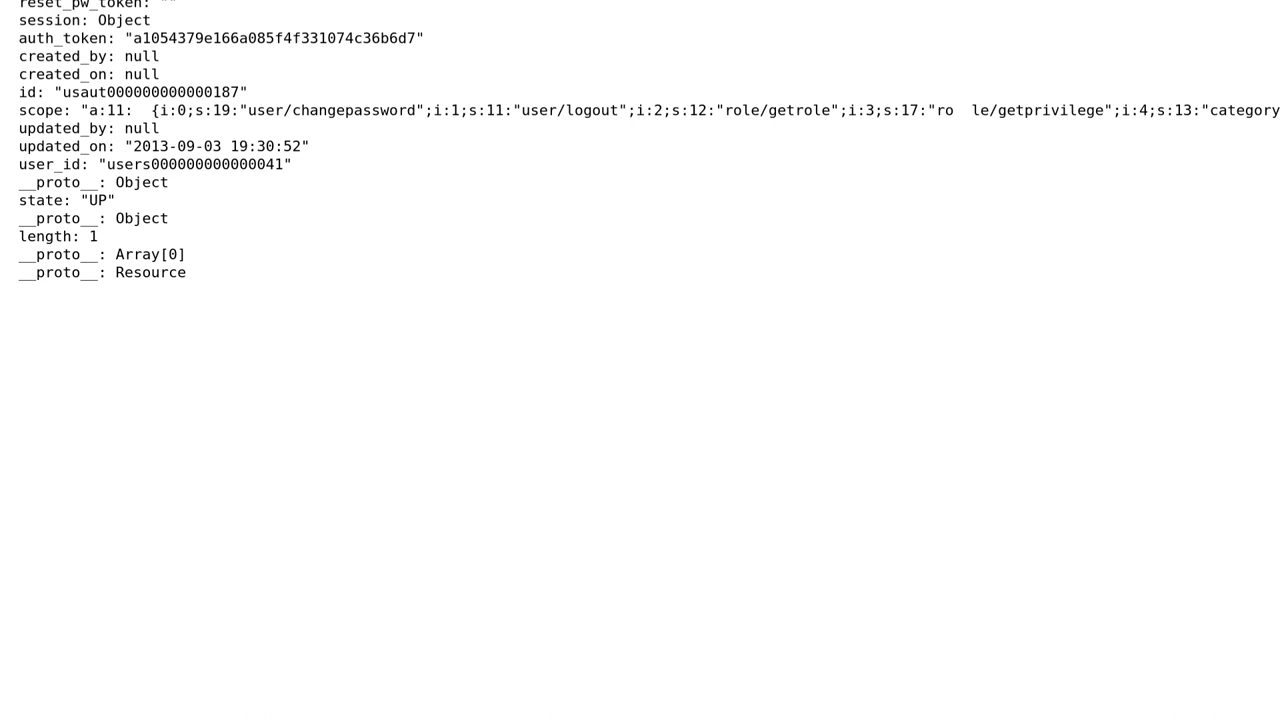 reset_pw_token: ""
session: Object
auth_token: "a1054379e166a085f4f331074c36b6d7"
created_by: null
created_on: null
id: "usaut000000000000187"
scope: "a:11:  {i:0;s:19:"user/changepassword";i:1;s:11:"user/logout";i:2;s:12:"role/getrole";i:3;s:17:"ro  le/getprivilege";i:4;s:13:"category
updated_by: null
updated_on: "2013-09-03 19:30:52"
user_id: "users000000000000041"
__proto__: Object
state: "UP"
__proto__: Object
length: 1
__proto__: Array[0]
__proto__: Resource